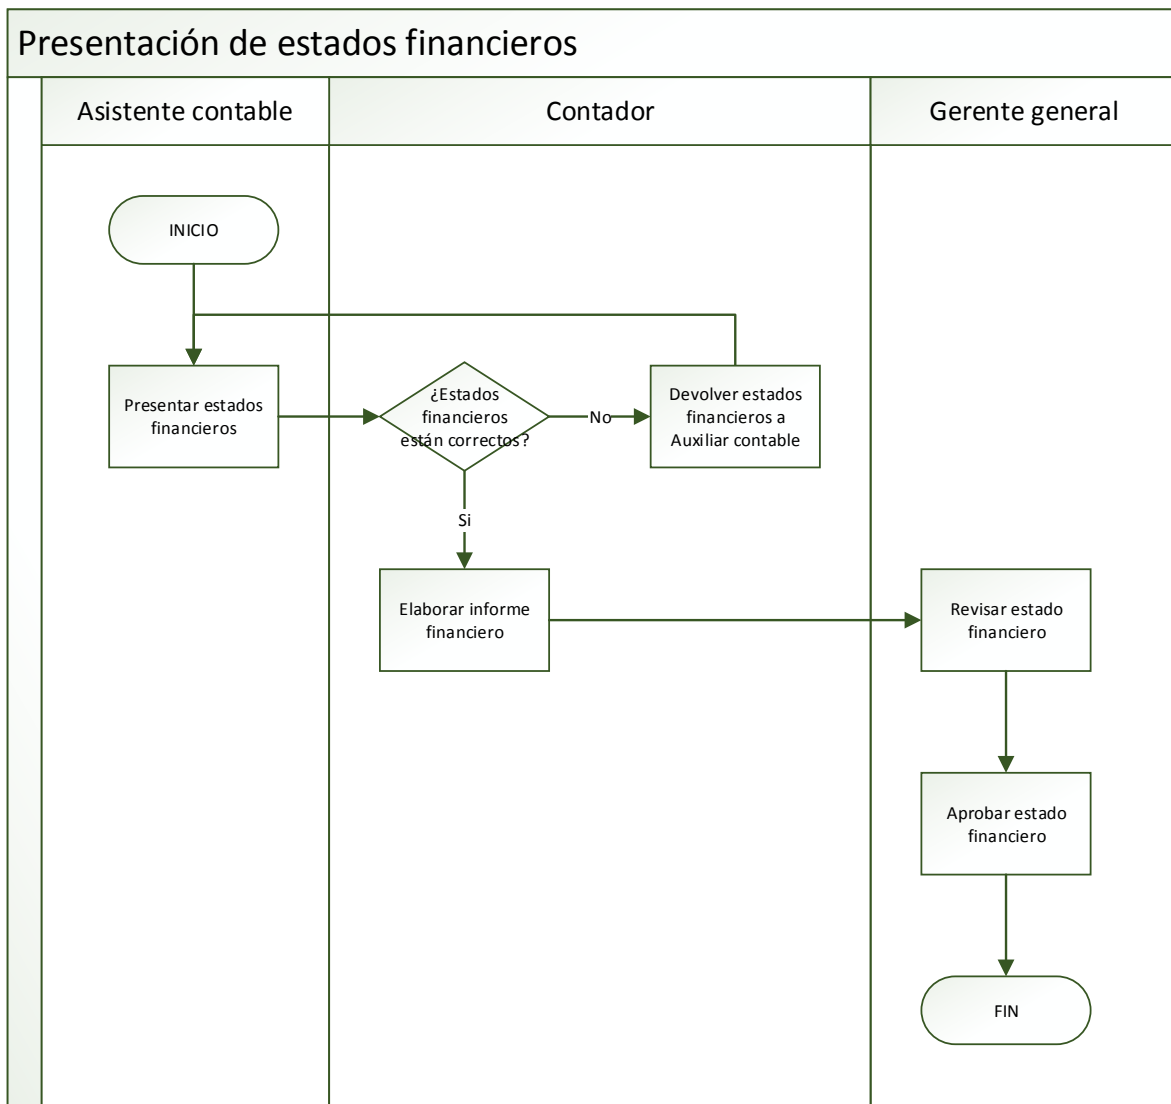 Presentación de estados financieros
Asistente contable
Contador
Gerente general
INICIO
Presentar estados
financieros
¿Estados
financieros
están correctos?
No
Devolver estados
financieros a
Auxiliar contable
Si
Elaborar informe
financiero
Revisar estado
financiero
Aprobar estado
financiero
FIN